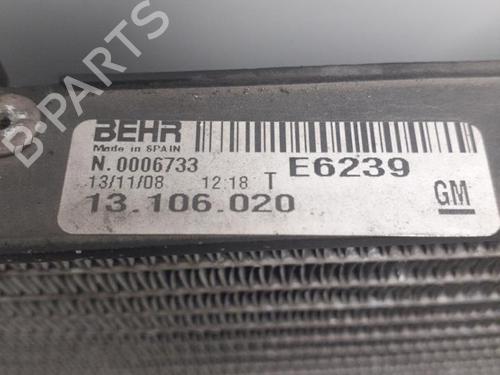 BEHR
Made in SPAIN
N.0006733
E6239
13/11/08 12:18 T
13.106.020
GM
B-PARTS